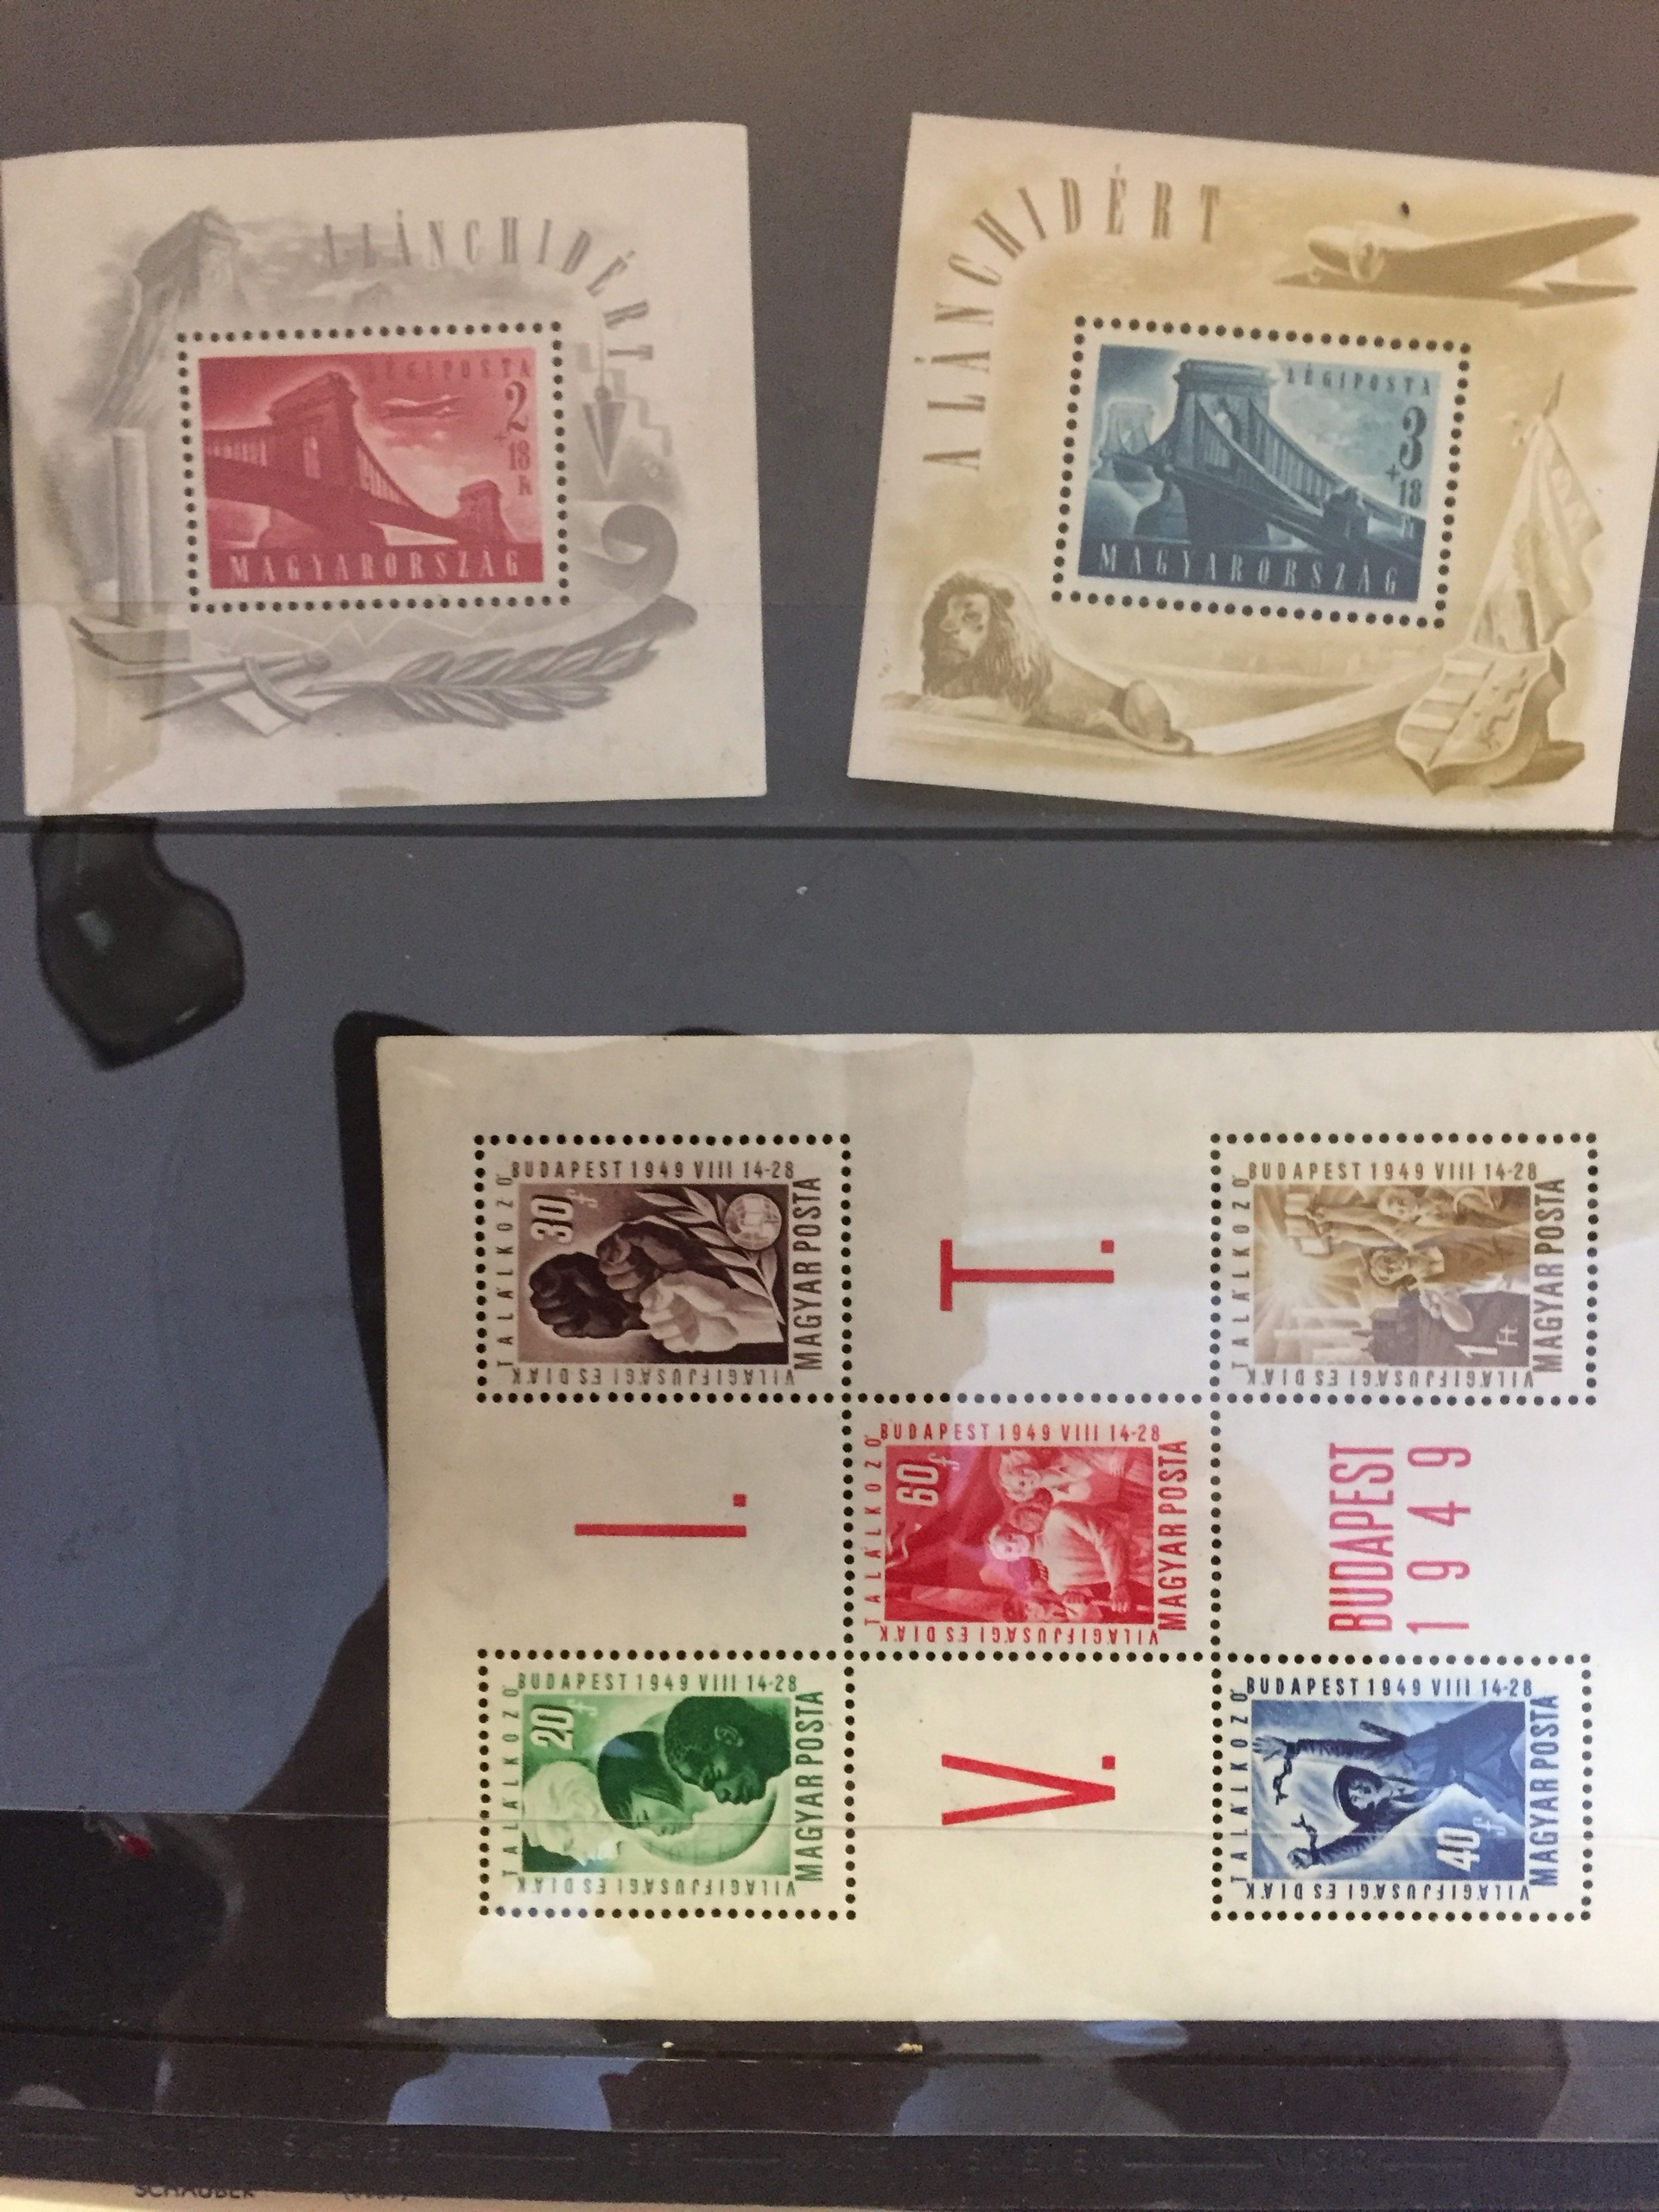 A LÁNCHIDÉRT
LÉGIPOSTA
2
+
18
MAGYARORSZÁG
A LÁNCHIDÉRT
LÉGIPOSTA
3
+
18
MAGYARORSZÁG
BUDAPEST 1949 VIII 14-28
TALÁLKOZÓ
30 f
MAGYAR POSTA
VILÁGIFJUSÁGI ÉS DIÁK
T.
BUDAPEST 1949 VIII 14-28
TALÁLKOZÓ
1 Ft
MAGYAR POSTA
VILÁGIFJUSÁGI ÉS DIÁK
I.
BUDAPEST 1949 VIII 14-28
TALÁLKOZÓ
60 f
MAGYAR POSTA
VILÁGIFJUSÁGI ÉS DIÁK
BUDAPEST
1949
BUDAPEST 1949 VIII 14-28
TALÁLKOZÓ
20 f
MAGYAR POSTA
VILÁGIFJUSÁGI ÉS DIÁK
V.
BUDAPEST 1949 VIII 14-28
TALÁLKOZÓ
40 f
MAGYAR POSTA
VILÁGIFJUSÁGI ÉS DIÁK